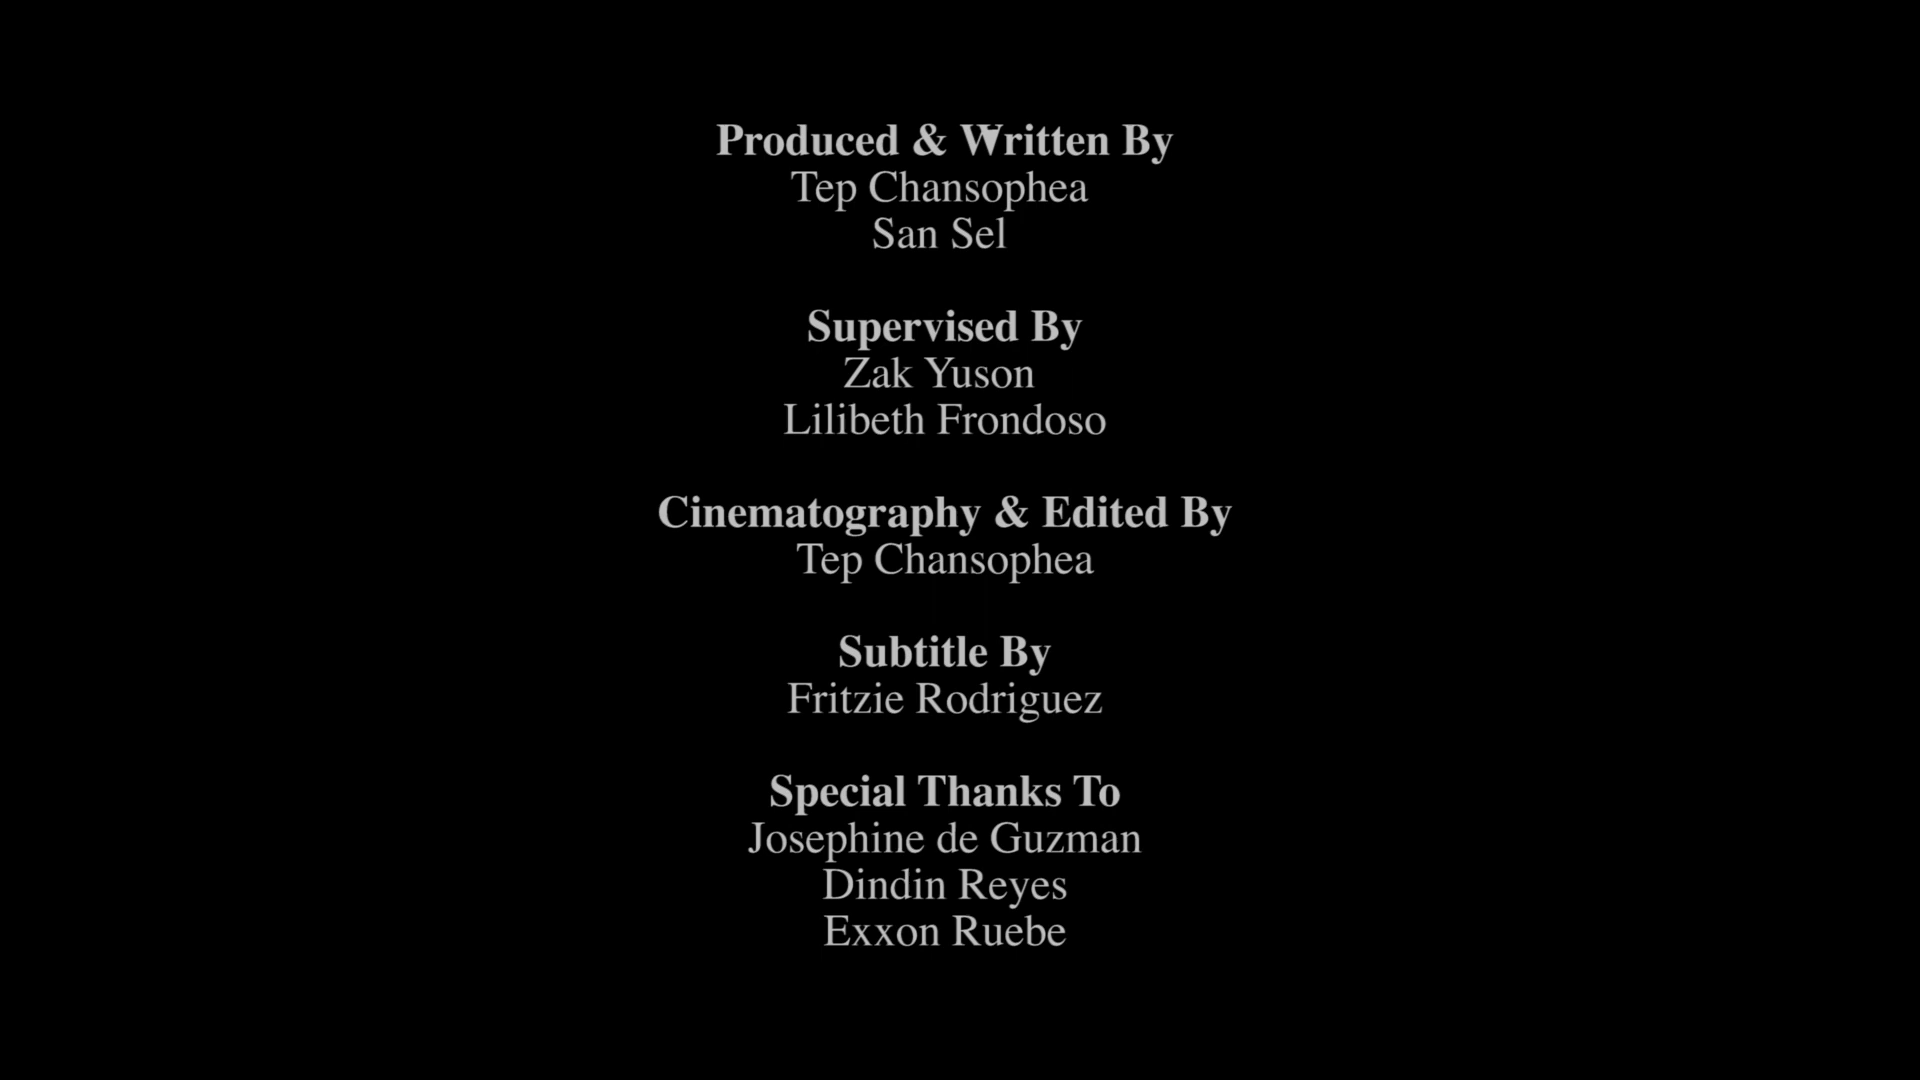 Produced & Written By
Tep Chansophea
San Sel
Supervised By
Zak Yuson
Lilibeth Frondoso
Cinematography & Edited By
Tep Chansophea
Subtitle By
Fritzie Rodriguez
Special Thanks To
Josephine de Guzman
Dindin Reyes
Exxon Ruebe